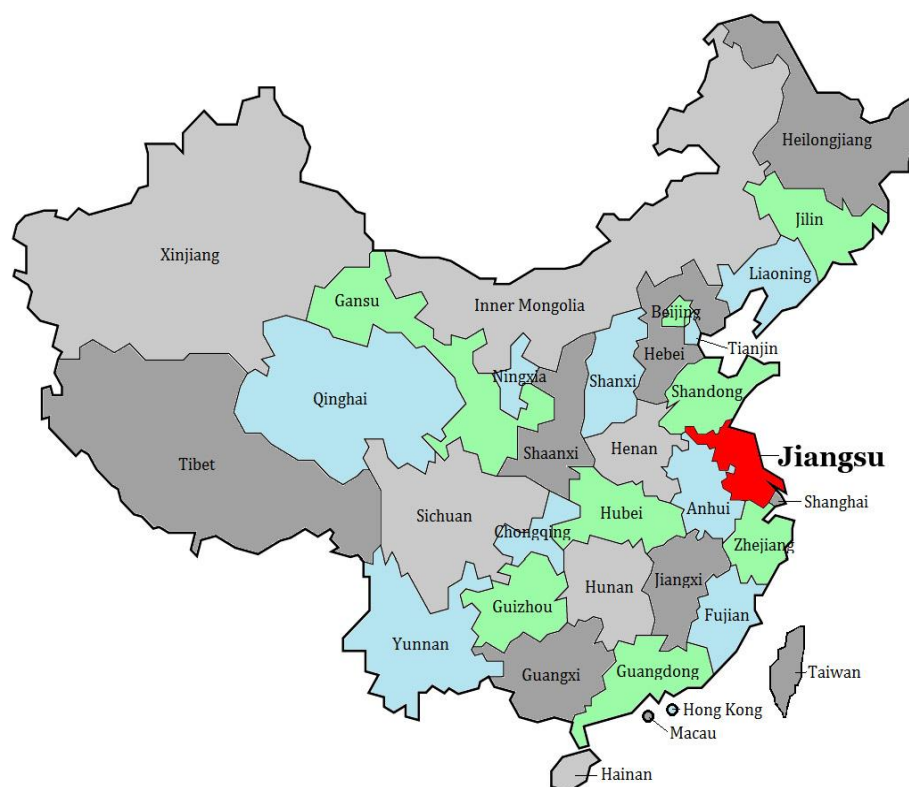 Heilongjiang
Jilin
Xinjiang
Liaoning
Gansu
Inner Mongolia
Beijing
Tianjin
Hebei
Ningxia
Shanxi
Shandong
Qinghai
Henan
Shaanxi
Jiangsu
Tibet
Shanghai
Anhui
Hubei
Sichuan
Chongqing
Zhejiang
Jiangxi
Hunan
Guizhou
Fujian
Yunnan
Guangxi
Guangdong
Taiwan
Hong Kong
Macau
Hainan